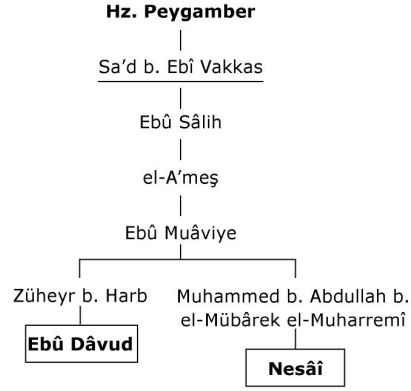 Hz. Peygamber
Sa’d b. Ebî Vakkas
Ebû Sâlih
el-A’meş
Ebû Muâviye
Züheyr b. Harb
Ebû Dâvud
Muhammed b. Abdullah b.
el-Mübârek el-Muharremî
Nesâî